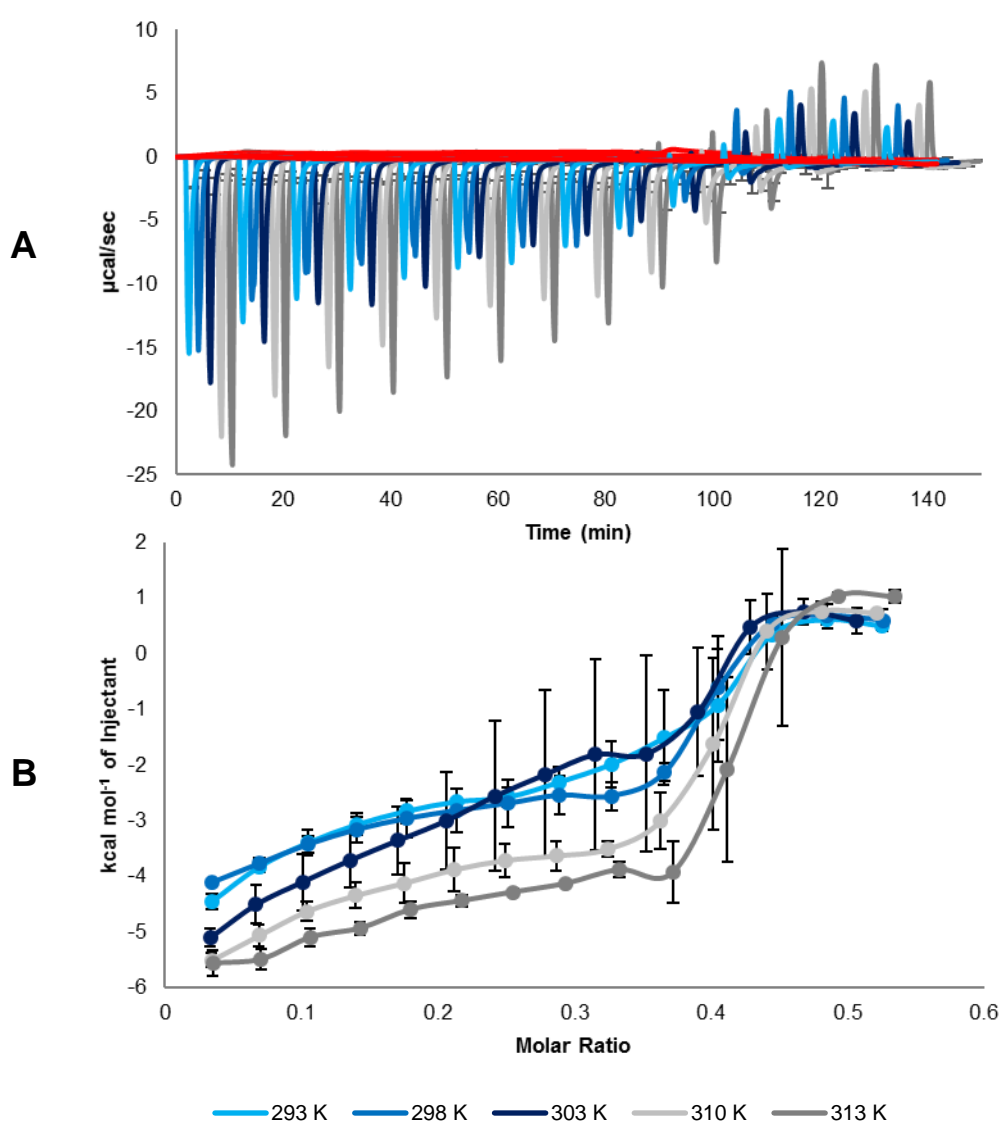 A
10
5
0
-5
-10
-15
-20
-25
µcal/sec
0 20 40 60 80 100 120 140
Time (min)
B
2
1
0
-1
-2
-3
-4
-5
-6
kcal mol-1 of Injectant
0 0.1 0.2 0.3 0.4 0.5 0.6
Molar Ratio
293 K 298 K 303 K 310 K 313 K